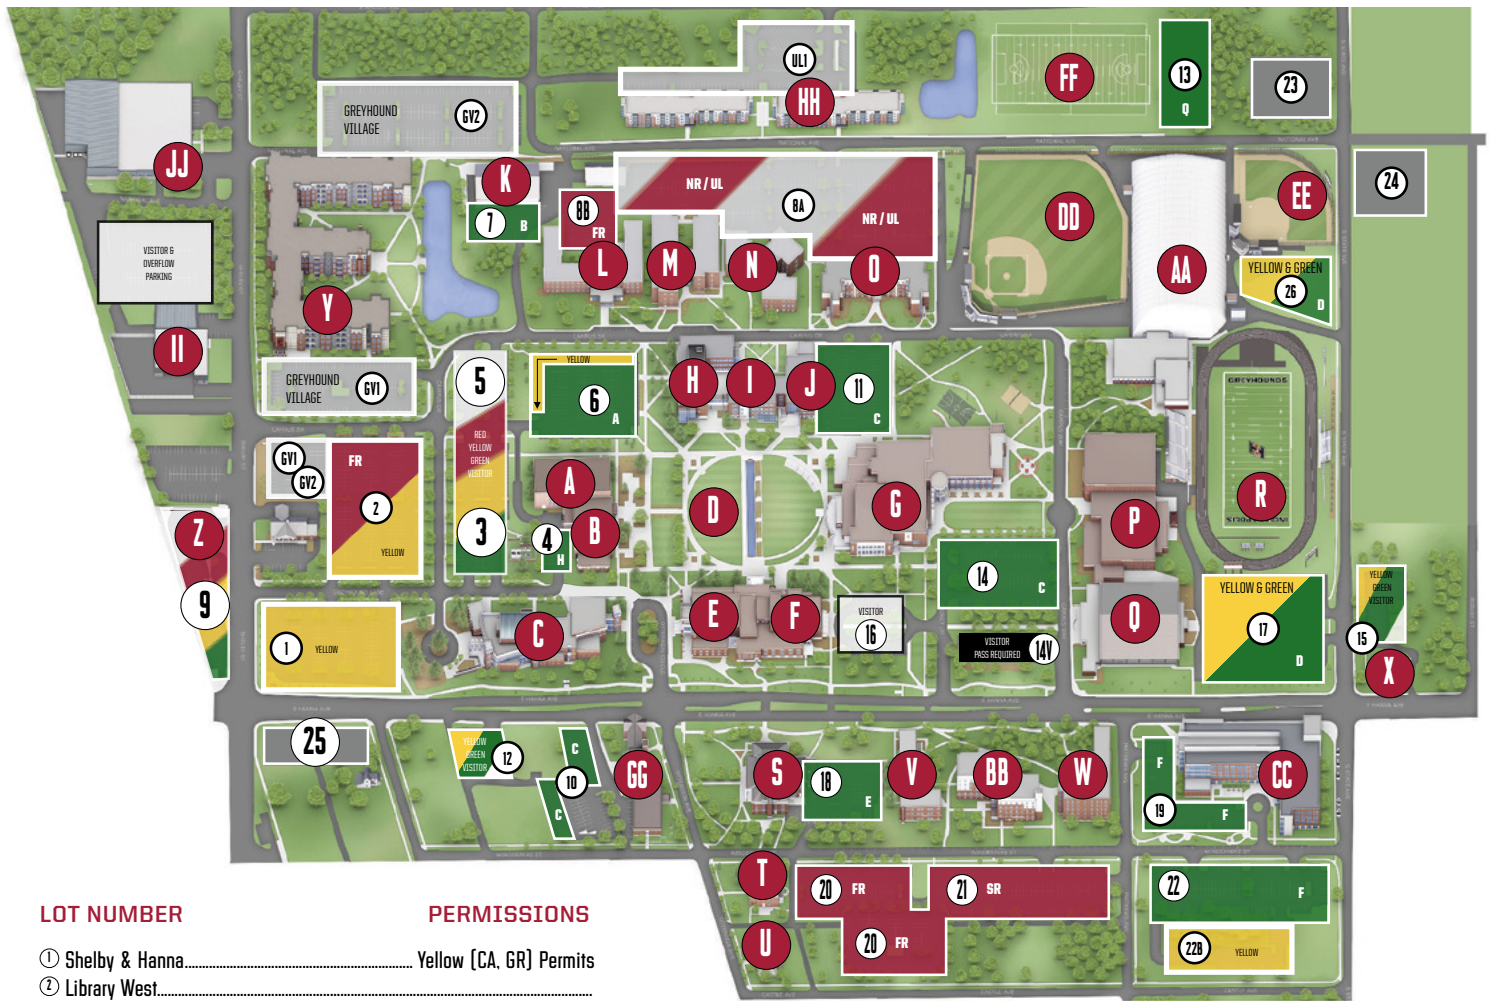 UL1
HH
FF
13
Q
23
GREYHOUND
VILLAGE
GV2
JJ
K
7
B
8B
FR
NR / UL
8A
NR / UL
DD
EE
24
VISITOR &
OVERFLOW
PARKING
L
M
N
O
AA
YELLOW & GREEN
26
D
Y
II
GREYHOUND
VILLAGE
GV1
5
YELLOW
6
A
H
I
J
11
C
GREYHOUNDS
RED
YELLOW
GREEN
VISITOR
3
GV1
GV2
FR
2
YELLOW
A
B
4
H
D
G
P
R
Z
9
14
C
E
F
VISITOR
16
VISITOR
PASS REQUIRED
14V
Q
YELLOW & GREEN
17
D
YELLOW
GREEN
VISITOR
15
X
1
YELLOW
C
25
YELLOW
GREEN
VISITOR
12
C
10
C
GG
S
18
E
V
BB
W
F
19
F
CC
T
U
20
FR
21
SR
20
FR
22
F
22B
YELLOW
LOT NUMBER PERMISSIONS
1 Shelby & Hanna.......... Yellow (CA, GR) Permits
2 Library West..........